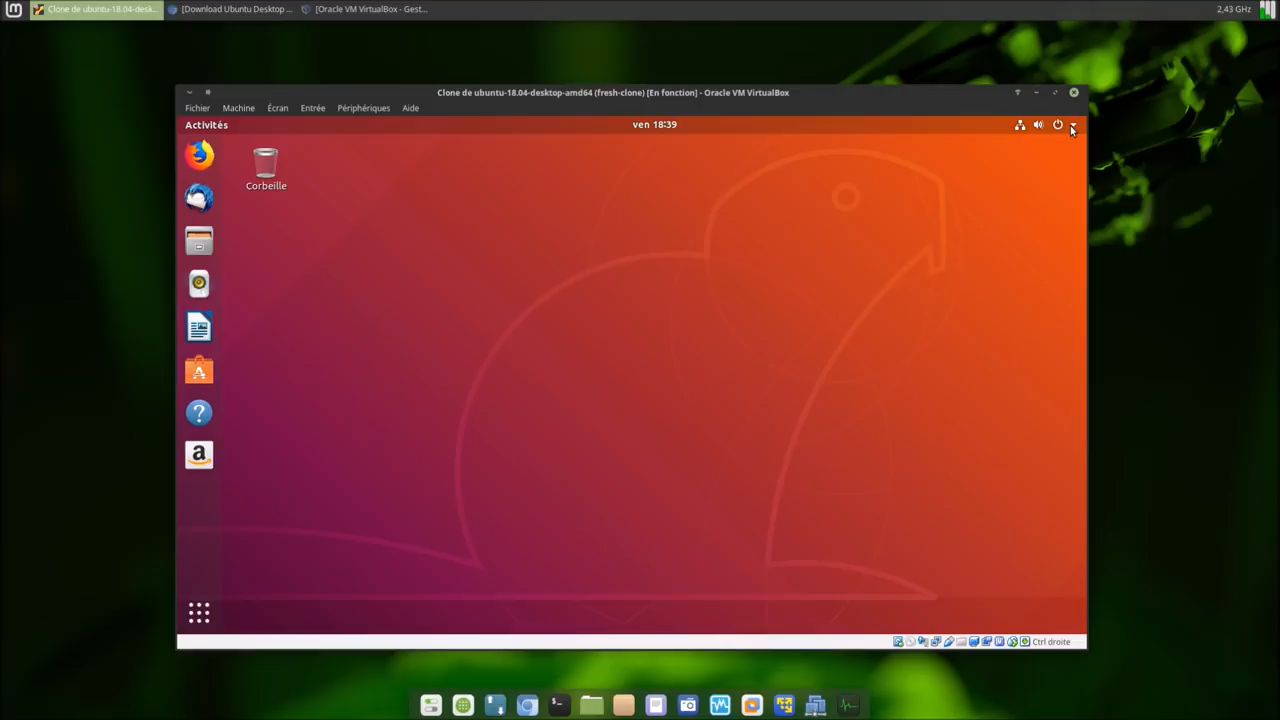 Clone de ubuntu-18.04-desk...
[Download Ubuntu Desktop ...
[Oracle VM VirtualBox - Gest...
2,43 GHz
Clone de ubuntu-18.04-desktop-amd64 (fresh-clone) [En fonction] - Oracle VM VirtualBox
Fichier Machine Écran Entrée Périphériques Aide
Activités
ven 18:39
Corbeille
Ctrl droite